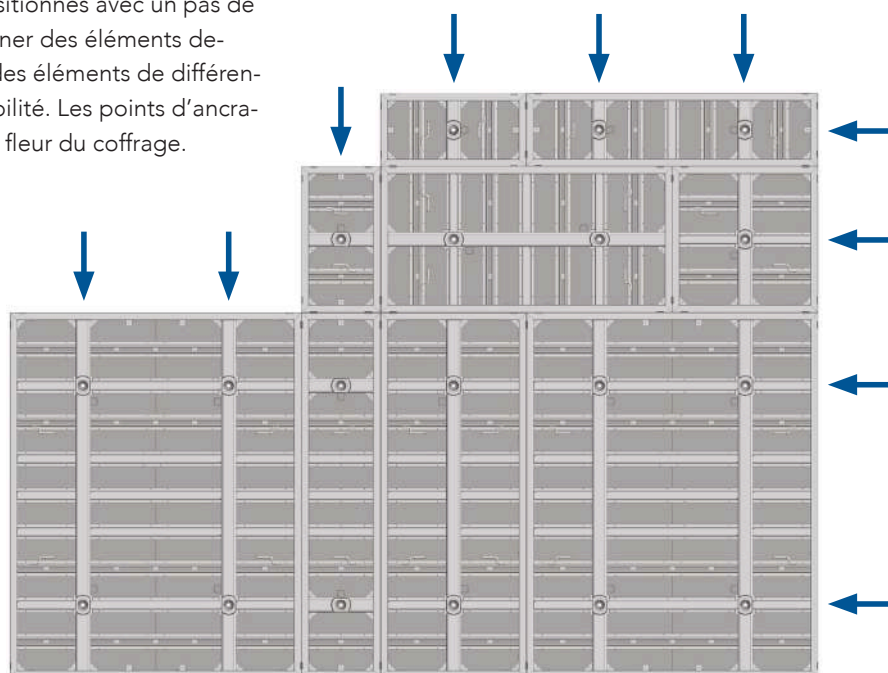 sitionnés avec un pas de
ner des éléments de-
des éléments de différen-
bilité. Les points d’ancra-
fleur du coffrage.